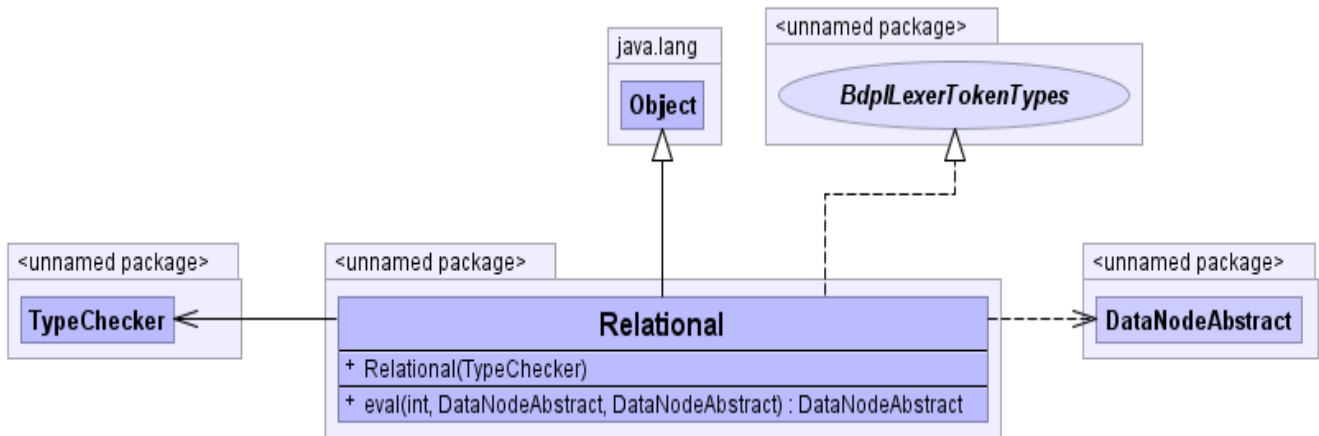 <unnamed package>
java.lang
BdplLexerTokenTypes
Object
<unnamed package>
<unnamed package>
<unnamed package>
TypeChecker
Relational
DataNodeAbstract
+ Relational(TypeChecker)
+ eval(int, DataNodeAbstract, DataNodeAbstract) : DataNodeAbstract